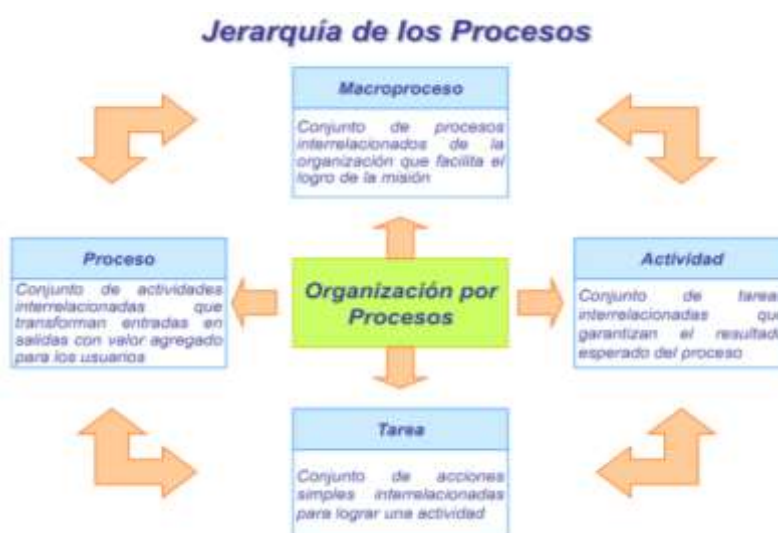 Jerarquía de los Procesos
Macroproceso
Conjunto de procesos
interrelacionados de la
organización que facilita el
logro de la misión
Proceso
Conjunto de actividades
interrelacionadas que
transforman entradas en
salidas con valor agregado
para los usuarios
Organización por
Procesos
Actividad
Conjunto de tarea
interrelacionadas que
garantizan el resultado
esperado del proceso
Tarea
Conjunto de acciones
simples interrelacionadas
para lograr una actividad